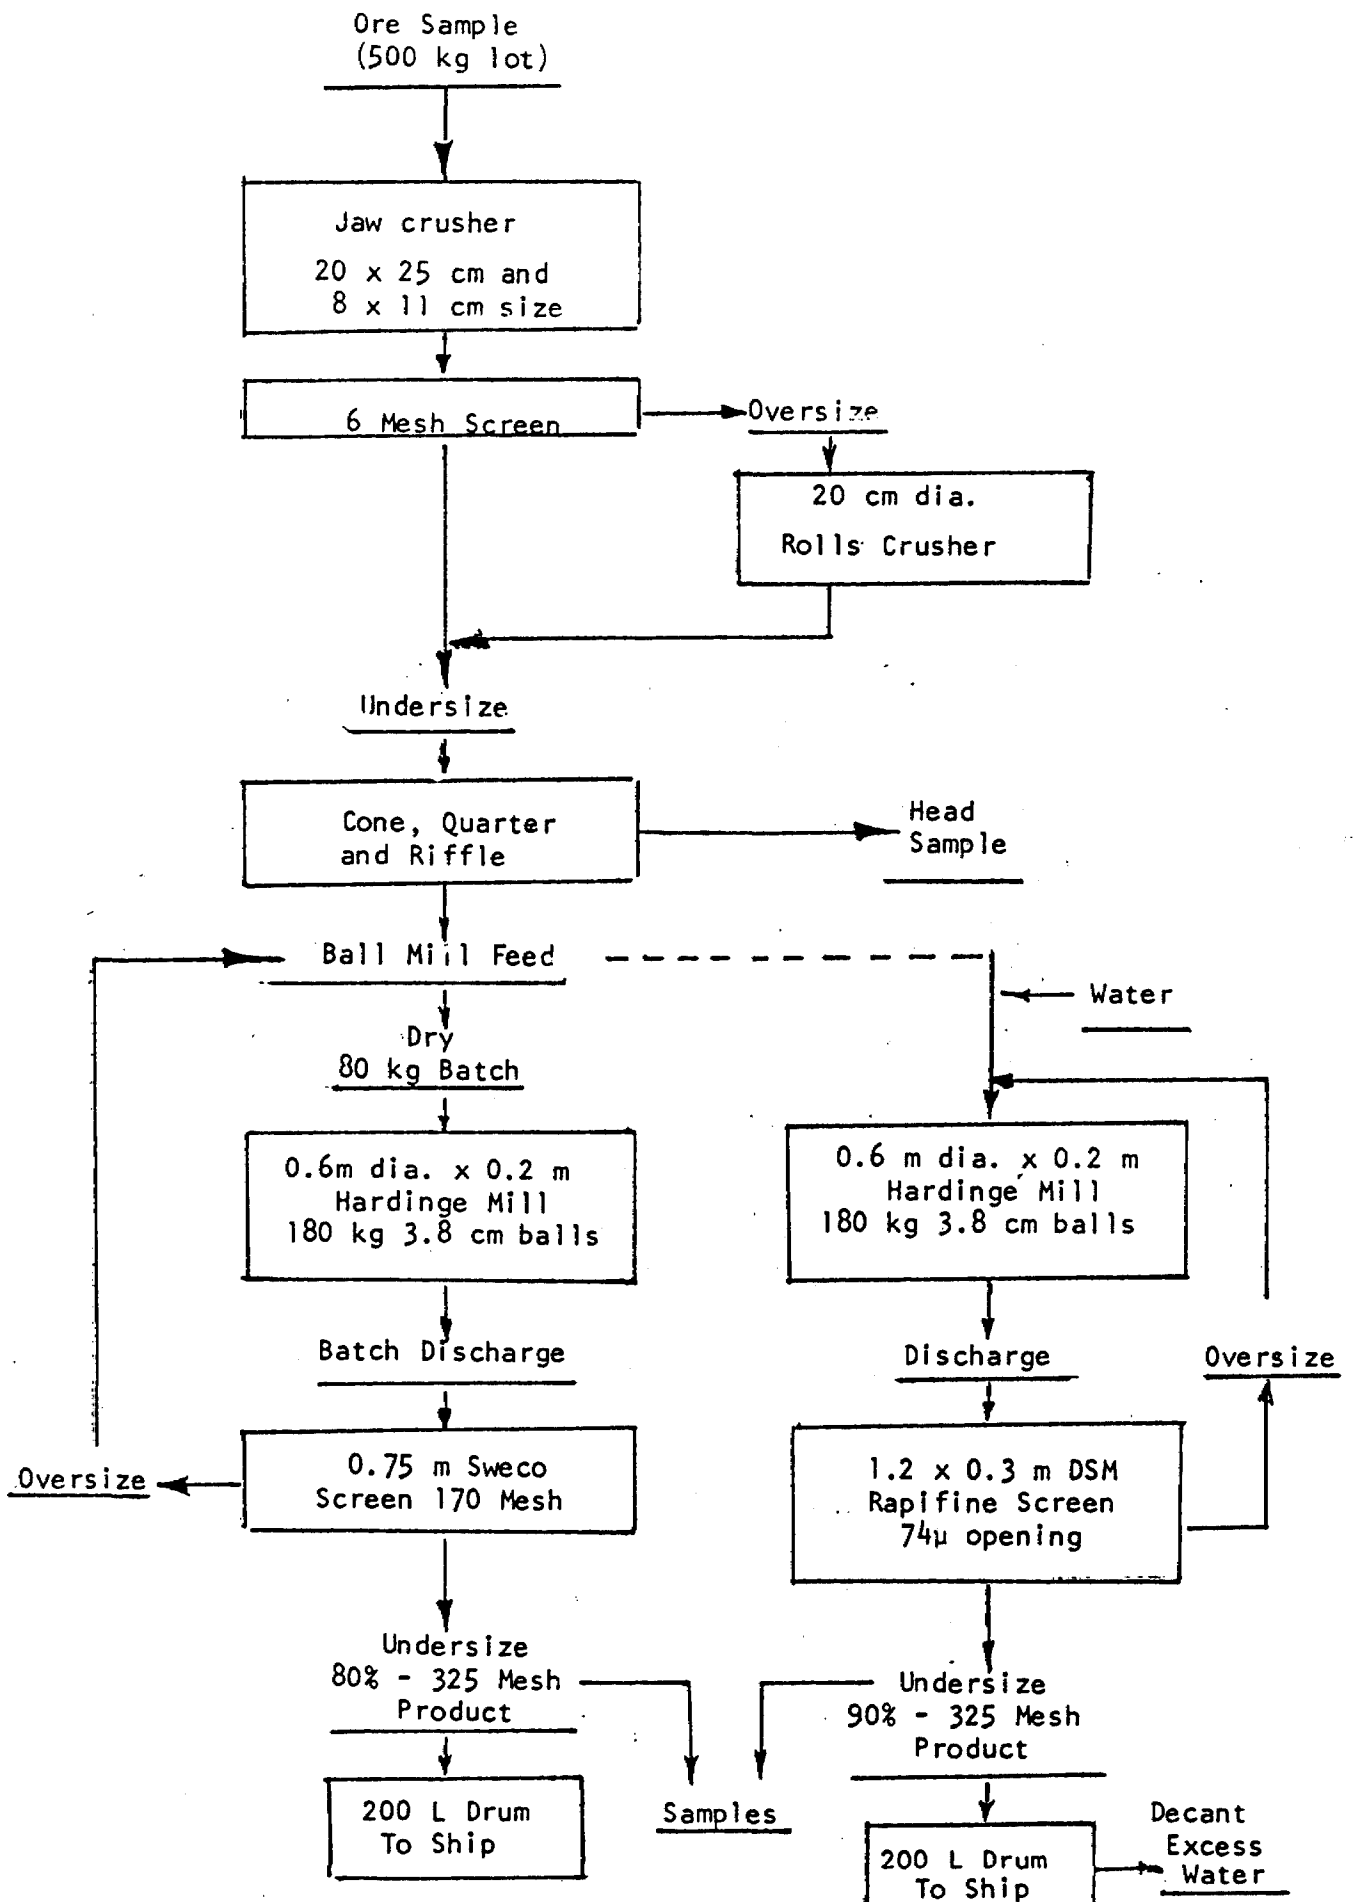 Ore Sample
(500 kg lot)
Jaw crusher
20 x 25 cm and
8 x 11 cm size
6 Mesh Screen
Oversize
20 cm dia.
Rolls Crusher
Undersize
Cone, Quarter
and Riffle
Head
Sample
Ball Mill Feed
Water
Dry
80 kg Batch
0.6m dia. x 0.2 m
Hardinge Mill
180 kg 3.8 cm balls
0.6 m dia. x 0.2 m
Hardinge Mill
180 kg 3.8 cm balls
Batch Discharge
Discharge
Oversize
Oversize
0.75 m Sweco
Screen 170 Mesh
1.2 x 0.3 m DSM
Rapifine Screen
74µ opening
Undersize
80% - 325 Mesh
Product
Undersize
90% - 325 Mesh
Product
200 L Drum
To Ship
Samples
200 L Drum
To Ship
Decant
Excess
Water